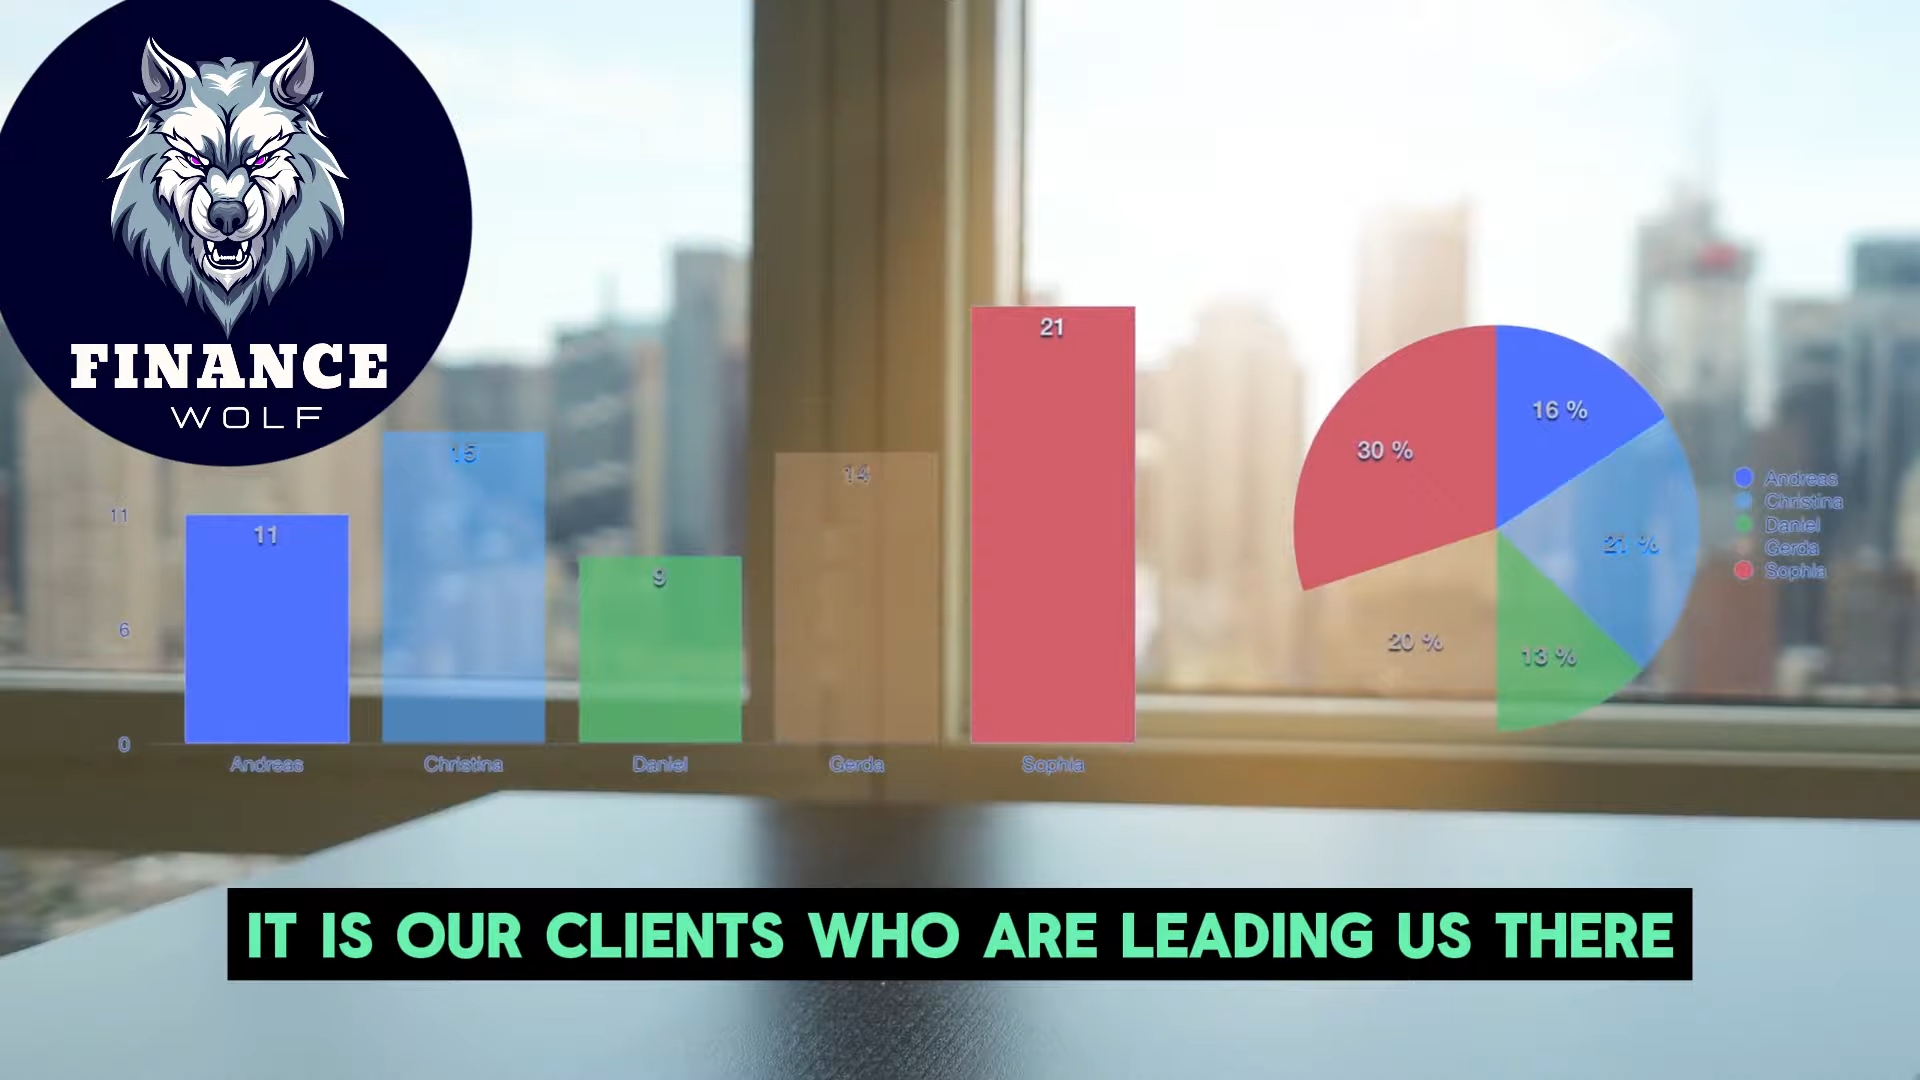 FINANCE
WOLF
11
6
0
11
15
9
14
21
Andreas
Christina
Daniel
Gerda
Sophia
16 %
21 %
13 %
20 %
30 %
Andreas
Christina
Daniel
Gerda
Sophia
IT IS OUR CLIENTS WHO ARE LEADING US THERE